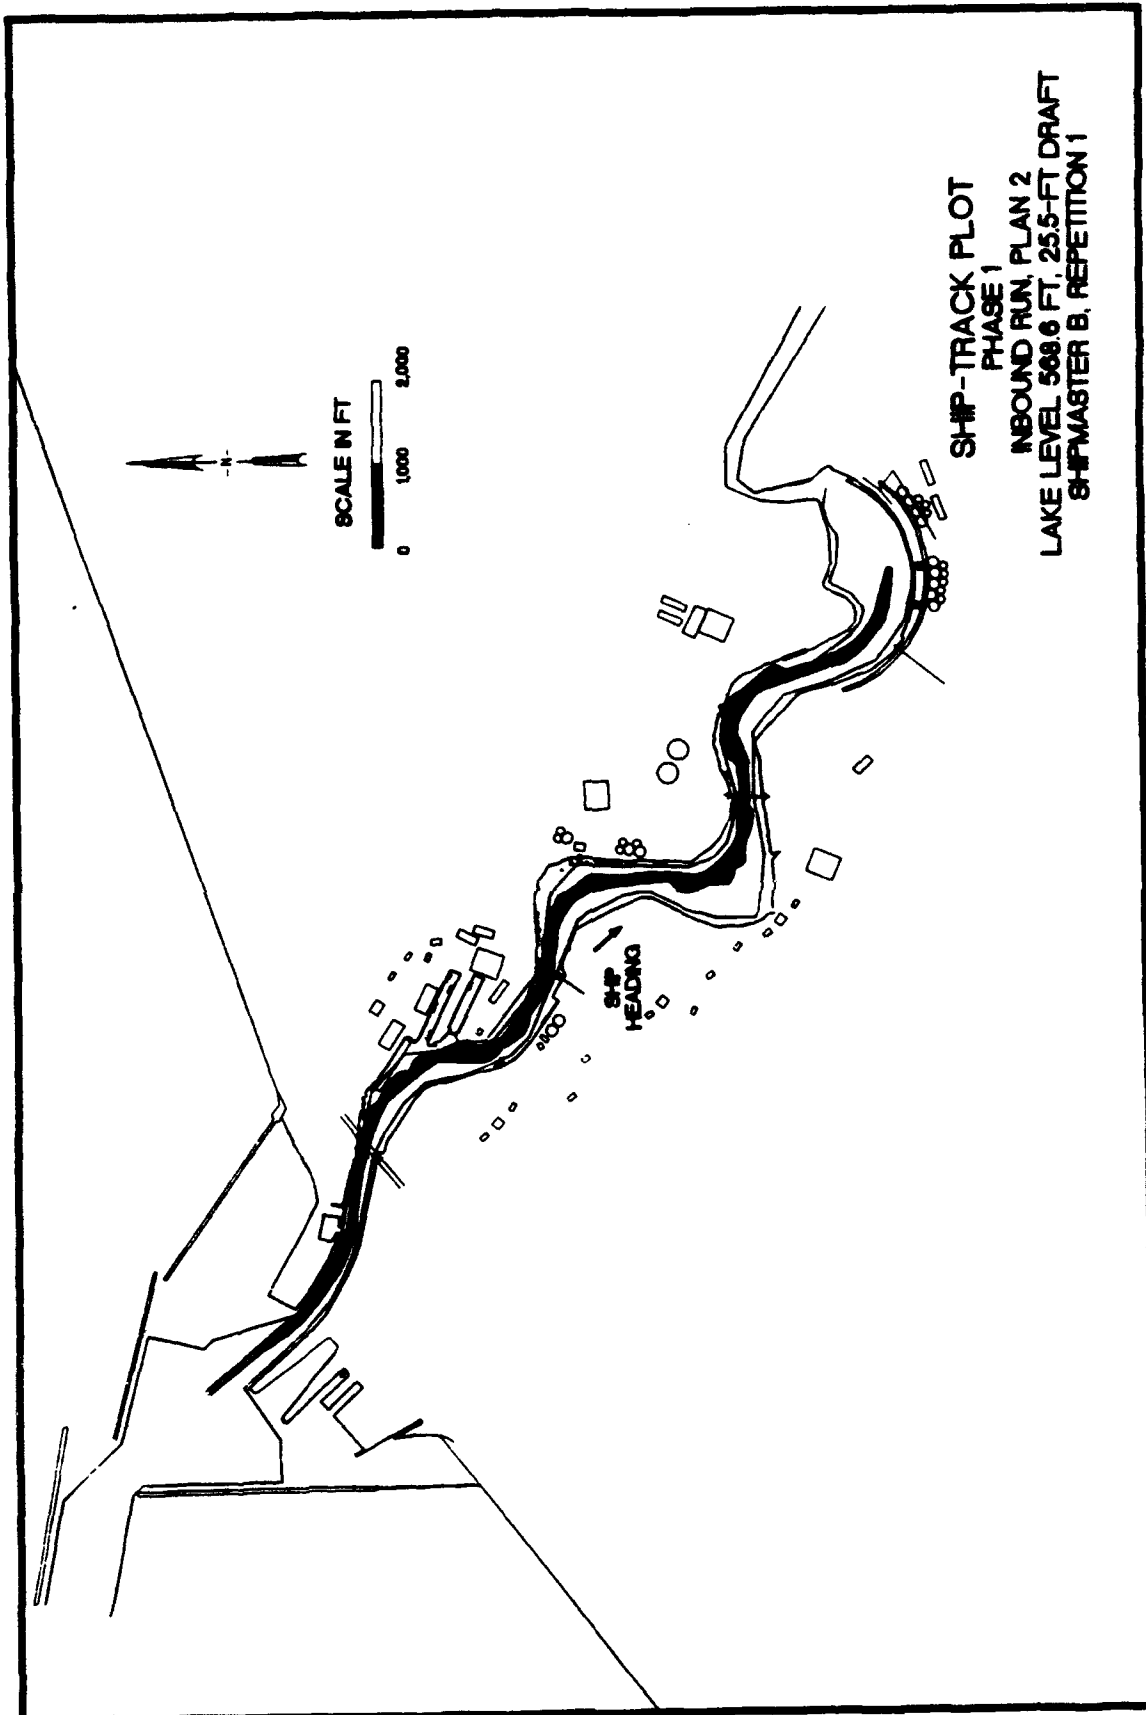 SCALE IN FT
0 1,000 2,000
N
SHIP
HEADING
SHIP-TRACK PLOT
PHASE 1
INBOUND RUN, PLAN 2
LAKE LEVEL 568.6 FT, 25.5-FT DRAFT
SHIPMASTER B, REPETITION 1